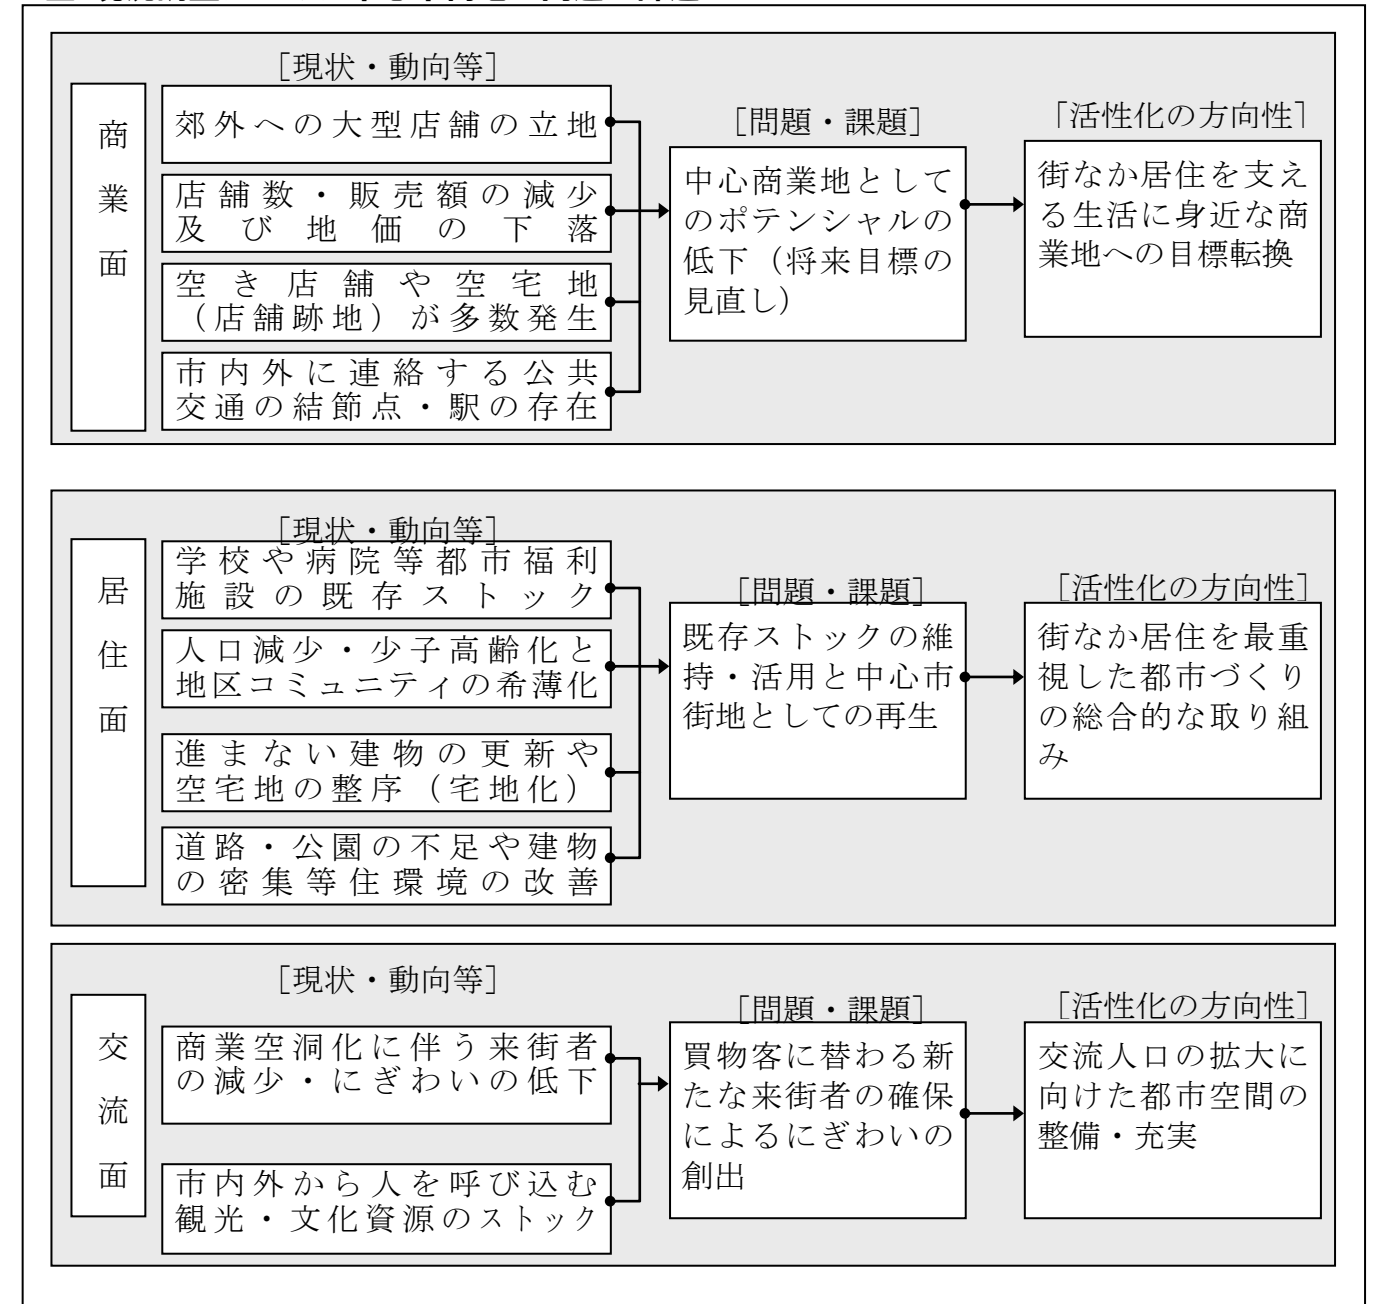 [現状・動向等]
商業面
郊外への大型店舗の立地
店舗数・販売額の減少
及び地価の下落
空き店舗や空宅地
（店舗跡地）が多数発生
市内外に連絡する公共
交通の結節点・駅の存在
[問題・課題]
中心商業地として
のポテンシャルの
低下（将来目標の
見直し）
[活性化の方向性]
街なか居住を支え
る生活に身近な商
業地への目標転換
[現状・動向等]
居住面
学校や病院等都市福利
施設の既存ストック
人口減少・少子高齢化と
地区コミュニティの希薄化
進まない建物の更新や
空宅地の整序（宅地化）
道路・公園の不足や建物
の密集等住環境の改善
[問題・課題]
既存ストックの維
持・活用と中心市
街地としての再生
[活性化の方向性]
街なか居住を最重
視した都市づくり
の総合的な取り組
み
[現状・動向等]
交流面
商業空洞化に伴う来街者
の減少・にぎわいの低下
市内外から人を呼び込む
観光・文化資源のストック
[問題・課題]
買物客に替わる新
たな来街者の確保
によるにぎわいの
創出
[活性化の方向性]
交流人口の拡大に
向けた都市空間の
整備・充実